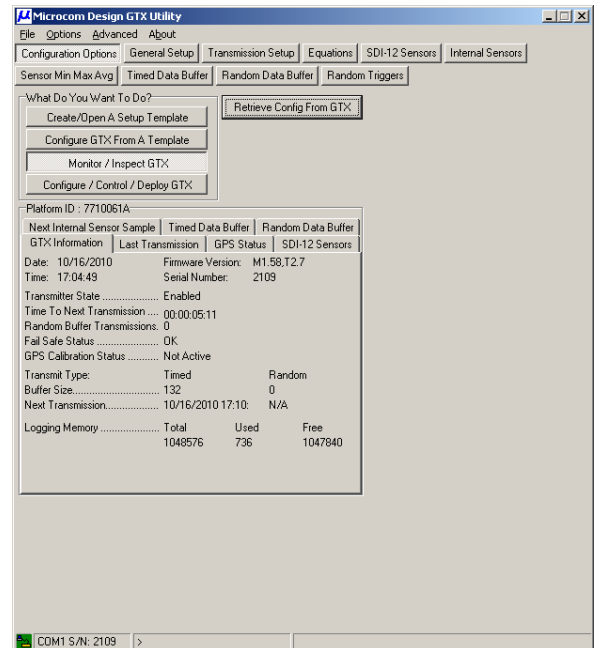 Microcom Design GTX Utility
File Options Advanced About
Configuration Options General Setup Transmission Setup Equations SDI-12 Sensors Internal Sensors
Sensor Min Max Avg Timed Data Buffer Random Data Buffer Random Triggers
What Do You Want To Do?
Retrieve Config From GTX
Create/Open A Setup Template
Configure GTX From A Template
Monitor / Inspect GTX
Configure / Control / Deploy GTX
Platform ID : 7710061A
Next Internal Sensor Sample Timed Data Buffer Random Data Buffer
GTX Information Last Transmission GPS Status SDI-12 Sensors
Date: 10/16/2010 Firmware Version: M1.58,T2.7
Time: 17:04:49 Serial Number: 2109
Transmitter State ................... Enabled
Time To Next Transmission .... 00:00:05:11
Random Buffer Transmissions. 0
Fail Safe Status ..................... OK
GPS Calibration Status ........... Not Active
Transmit Type: Timed Random
Buffer Size............................... 132 0
Next Transmission................... 10/16/2010 17:10: N/A
Logging Memory ..................... Total Used Free
1048576 736 1047840
COM1 S/N: 2109 >